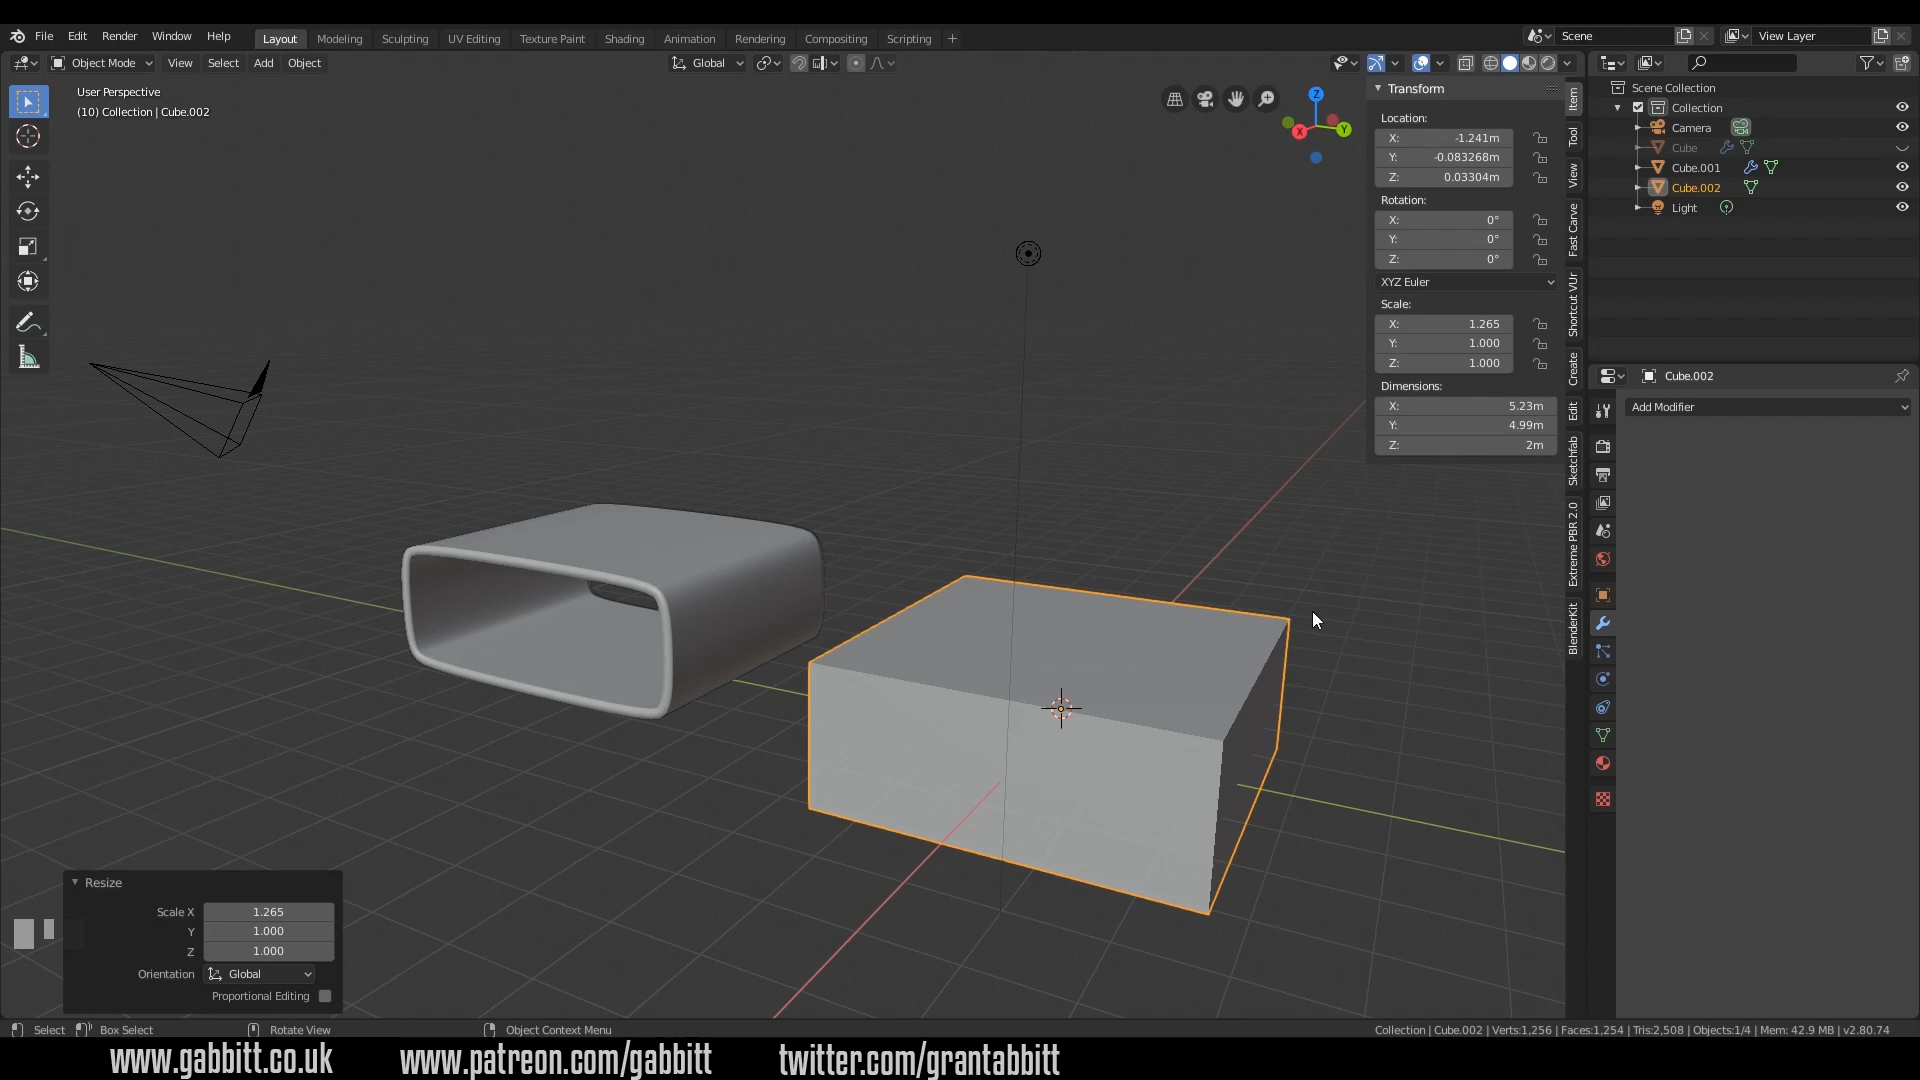 File Edit Render Window Help Layout Modeling Sculpting UV Editing Texture Paint Shading Animation Rendering Compositing Scripting + Scene View Layer
Object Mode View Select Add Object Global
User Perspective
(10) Collection | Cube.002
Z
Y
X
Transform
Location:
X: -1.241m
Y: -0.083268m
Z: 0.03304m
Rotation:
X: 0°
Y: 0°
Z: 0°
XYZ Euler
Scale:
X: 1.265
Y: 1.000
Z: 1.000
Dimensions:
X: 5.23m
Y: 4.99m
Z: 2m
Item
Tool
View
Fast Carve
Shortcut VUr
Create
Edit
Sketchfab
Extreme PBR 2.0
BlenderKit
Scene Collection
Collection
Camera
Cube
Cube.001
Cube.002
Light
Cube.002
Add Modifier
Resize
Scale X 1.265
Y 1.000
Z 1.000
Orientation Global
Proportional Editing
Select Box Select Rotate View Object Context Menu
Collection | Cube.002 | Verts:1,256 | Faces:1,254 | Tris:2,508 | Objects:1/4 | Mem: 42.9 MB | v2.80.74
www.gabbitt.co.uk www.patreon.com/gabbitt twitter.com/grantabbitt